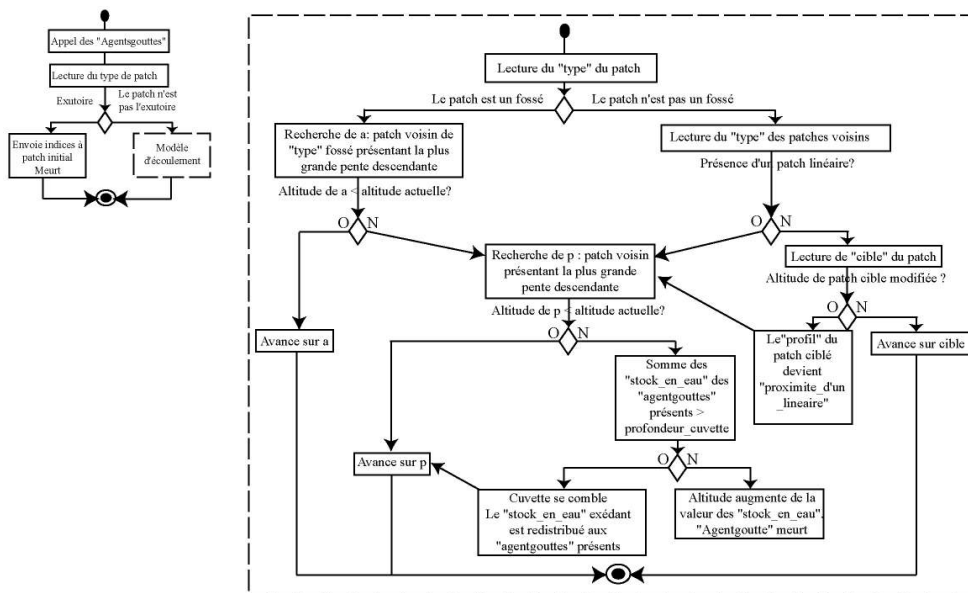 Appel des "Agentsgouttes"
Lecture du type de patch
Exutoire
Le patch n'est
pas l'exutoire
Envoie indices à
patch initial
Meurt
Modèle
d'écoulement
Lecture du "type" du patch
Le patch est un fossé
Le patch n'est pas un fossé
Recherche de a: patch voisin de
"type" fossé présentant la plus
grande pente descendante
Lecture du "type" des patches voisins
Altitude de a < altitude actuelle?
Présence d'un patch linéaire?
O
N
O
N
Recherche de p : patch voisin
présentant la plus grande
pente descendante
Lecture de "cible" du patch
Altitude de patch cible modifiée ?
Altitude de p < altitude actuelle?
O
N
O
N
Avance sur a
Le"profil" du
patch ciblé
devient
"proximite_d'un
_lineaire"
Avance sur cible
Somme des
"stock_en_eau" des
"agentgouttes"
présents >
profondeur_cuvette
O
N
Avance sur p
Cuvette se comble
Le "stock_en_eau" exédant
est redistribué aux
"agentgouttes" présents
Altitude augmente de la
valeur des "stock_en_eau".
"Agentgoutte" meurt